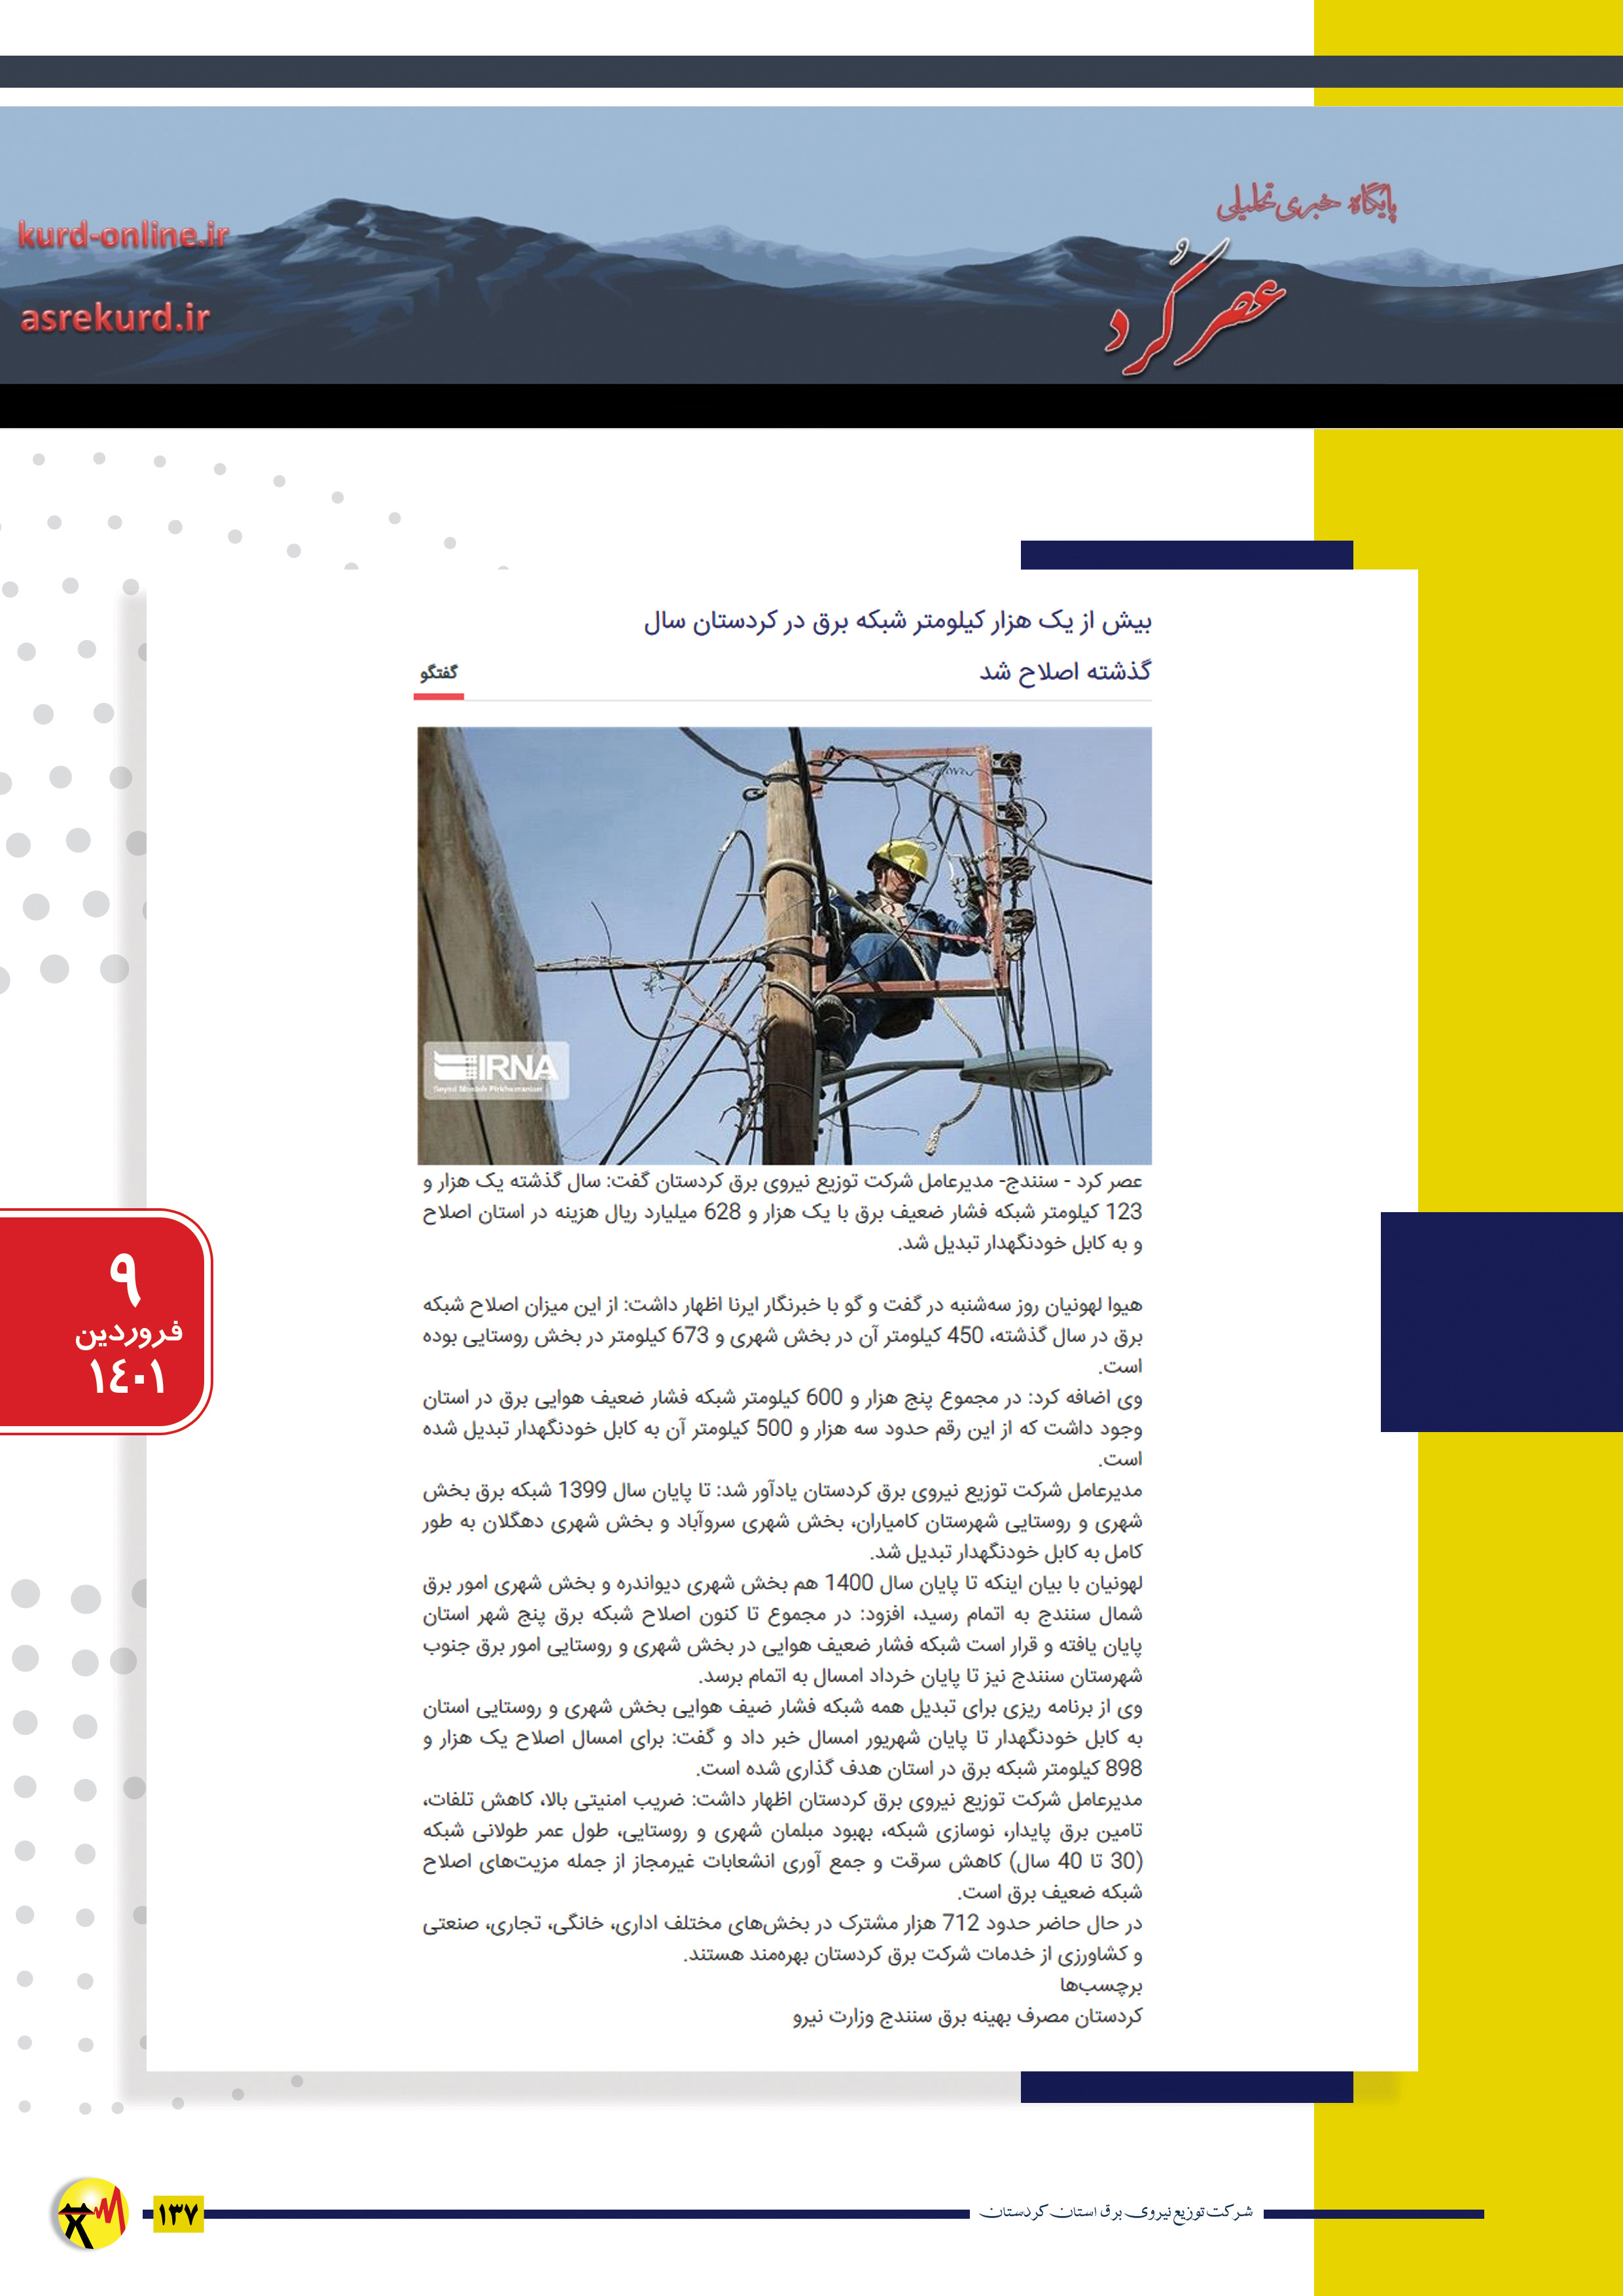 پایگاه خبری تحلیلی
عصر کُرد
kurd-online.ir
asrekurd.ir
بیش از یک هزار کیلومتر شبکه برق در کردستان سال
گذشته اصلاح شد
گفتگو
IRNA
عصر کرد - سنندج- مدیرعامل شرکت توزیع نیروی برق کردستان گفت: سال گذشته یک هزار و
123 کیلومتر شبکه فشار ضعیف برق با یک هزار و 628 میلیارد ریال هزینه در استان اصلاح
و به کابل خودنگهدار تبدیل شد.
هیوا لهونیان روز سه‌شنبه در گفت و گو با خبرنگار ایرنا اظهار داشت: از این میزان اصلاح شبکه
برق در سال گذشته، 450 کیلومتر آن در بخش شهری و 673 کیلومتر در بخش روستایی بوده
است.
وی اضافه کرد: در مجموع پنج هزار و 600 کیلومتر شبکه فشار ضعیف هوایی برق در استان
وجود داشت که از این رقم حدود سه هزار و 500 کیلومتر آن به کابل خودنگهدار تبدیل شده
است.
مدیرعامل شرکت توزیع نیروی برق کردستان یادآور شد: تا پایان سال 1399 شبکه برق بخش
شهری و روستایی شهرستان کامیاران، بخش شهری سروآباد و بخش شهری دهگلان به طور
کامل به کابل خودنگهدار تبدیل شد.
لهونیان با بیان اینکه تا پایان سال 1400 هم بخش شهری دیواندره و بخش شهری امور برق
شمال سنندج به اتمام رسید، افزود: در مجموع تا کنون اصلاح شبکه برق پنج شهر استان
پایان یافته و قرار است شبکه فشار ضعیف هوایی در بخش شهری و روستایی امور برق جنوب
شهرستان سنندج نیز تا پایان خرداد امسال به اتمام برسد.
وی از برنامه ریزی برای تبدیل همه شبکه فشار ضیف هوایی بخش شهری و روستایی استان
به کابل خودنگهدار تا پایان شهریور امسال خبر داد و گفت: برای امسال اصلاح یک هزار و
898 کیلومتر شبکه برق در استان هدف گذاری شده است.
مدیرعامل شرکت توزیع نیروی برق کردستان اظهار داشت: ضریب امنیتی بالا، کاهش تلفات،
تامین برق پایدار، نوسازی شبکه، بهبود مبلمان شهری و روستایی، طول عمر طولانی شبکه
(30 تا 40 سال) کاهش سرقت و جمع آوری انشعابات غیرمجاز از جمله مزیت‌های اصلاح
شبکه ضعیف برق است.
در حال حاضر حدود 712 هزار مشترک در بخش‌های مختلف اداری، خانگی، تجاری، صنعتی
و کشاورزی از خدمات شرکت برق کردستان بهره‌مند هستند.
برچسب‌ها
کردستان مصرف بهینه برق سنندج وزارت نیرو
۹
فروردین
۱٤۰۱
شرکت توزیع نیروی برق استان کردستان
۱۳۷